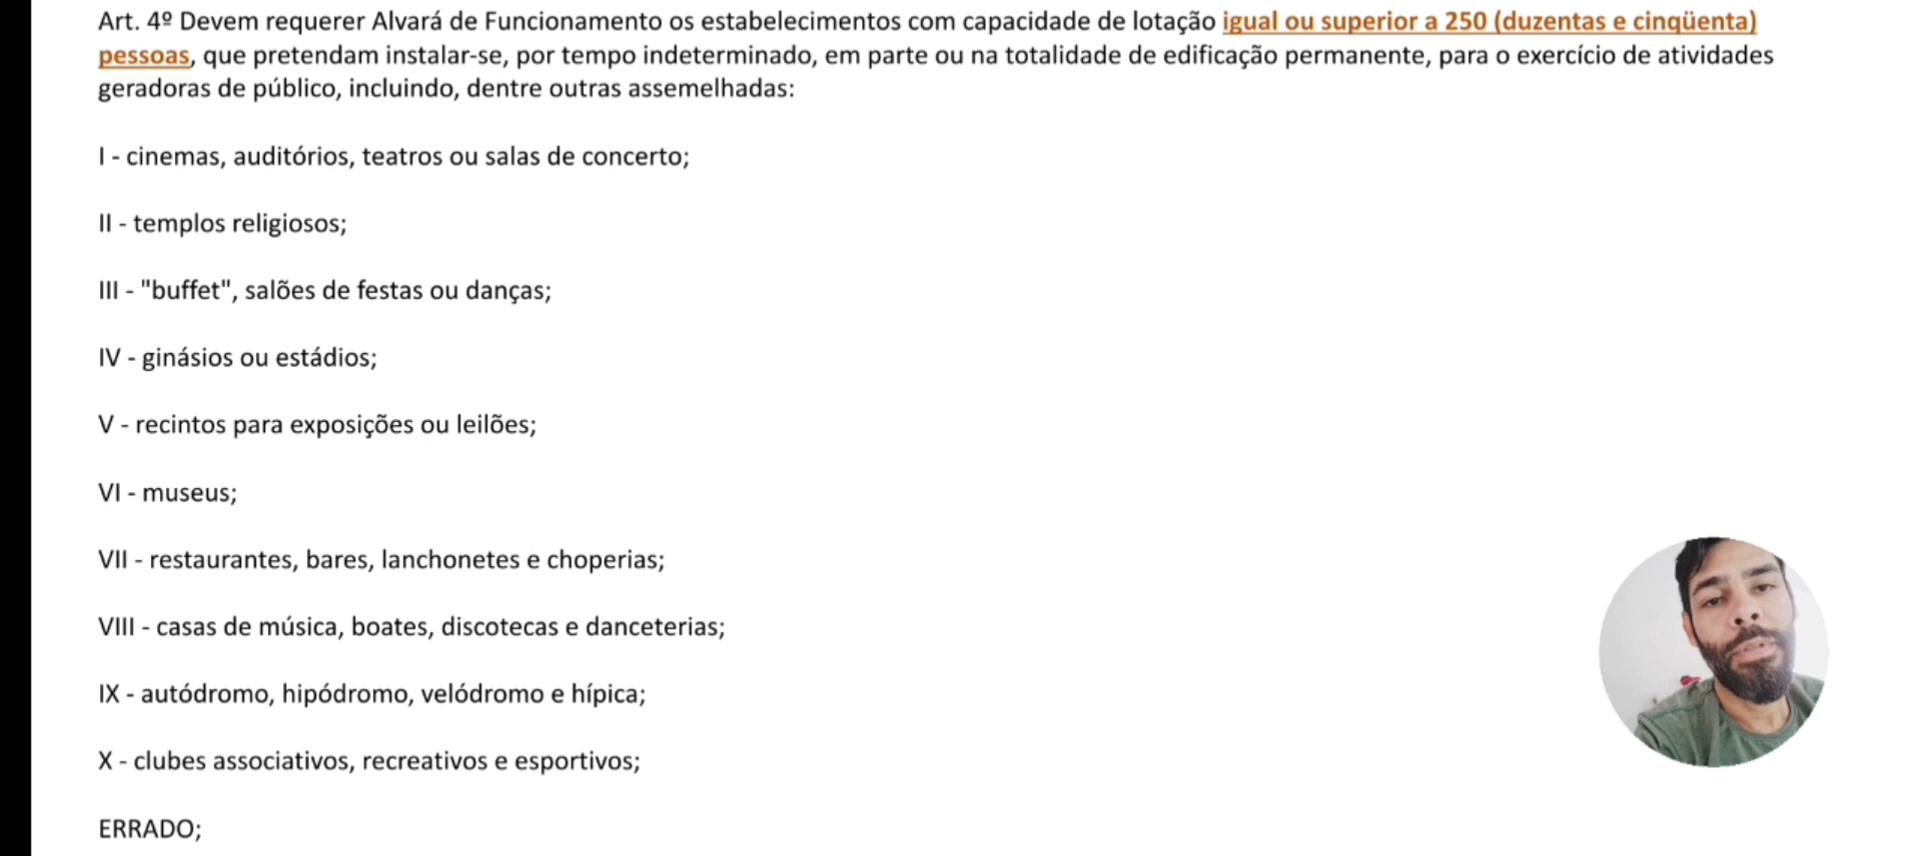 Art. 4º Devem requerer Alvará de Funcionamento os estabelecimentos com capacidade de lotação igual ou superior a 250 (duzentas e cinqüenta)
pessoas, que pretendam instalar-se, por tempo indeterminado, em parte ou na totalidade de edificação permanente, para o exercício de atividades
geradoras de público, incluindo, dentre outras assemelhadas:
I - cinemas, auditórios, teatros ou salas de concerto;
II - templos religiosos;
III - "buffet", salões de festas ou danças;
IV - ginásios ou estádios;
V - recintos para exposições ou leilões;
VI - museus;
VII - restaurantes, bares, lanchonetes e choperias;
VIII - casas de música, boates, discotecas e danceterias;
IX - autódromo, hipódromo, velódromo e hípica;
X - clubes associativos, recreativos e esportivos;
ERRADO;